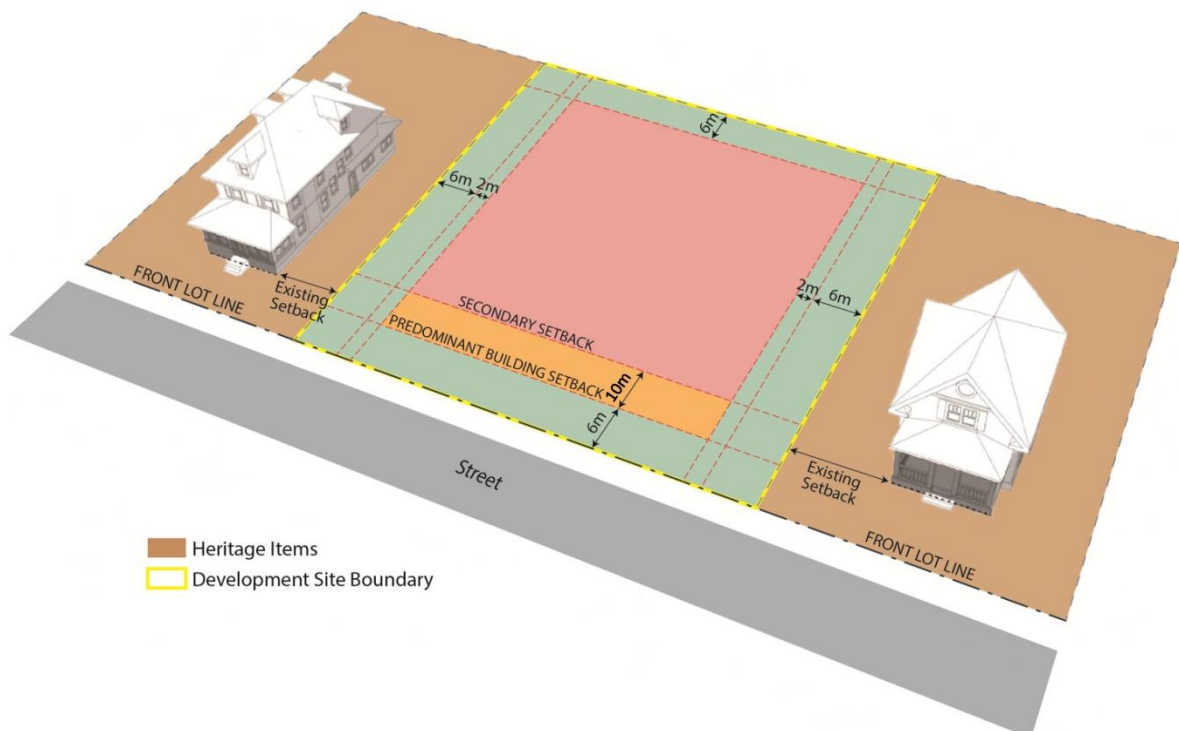 6m
6m 2m
2m 6m
FRONT LOT LINE
Existing
Setback
SECONDARY SETBACK
PREDOMINANT BUILDING SETBACK
10m
6m
Existing
Setback
Street
FRONT LOT LINE
Heritage Items
Development Site Boundary